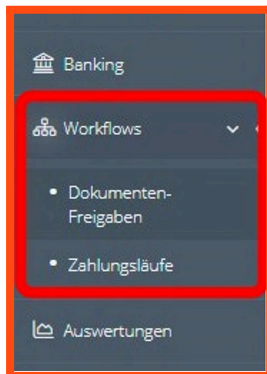 Banking
Workflows
Dokumenten-
Freigaben
Zahlungsläufe
Auswertungen